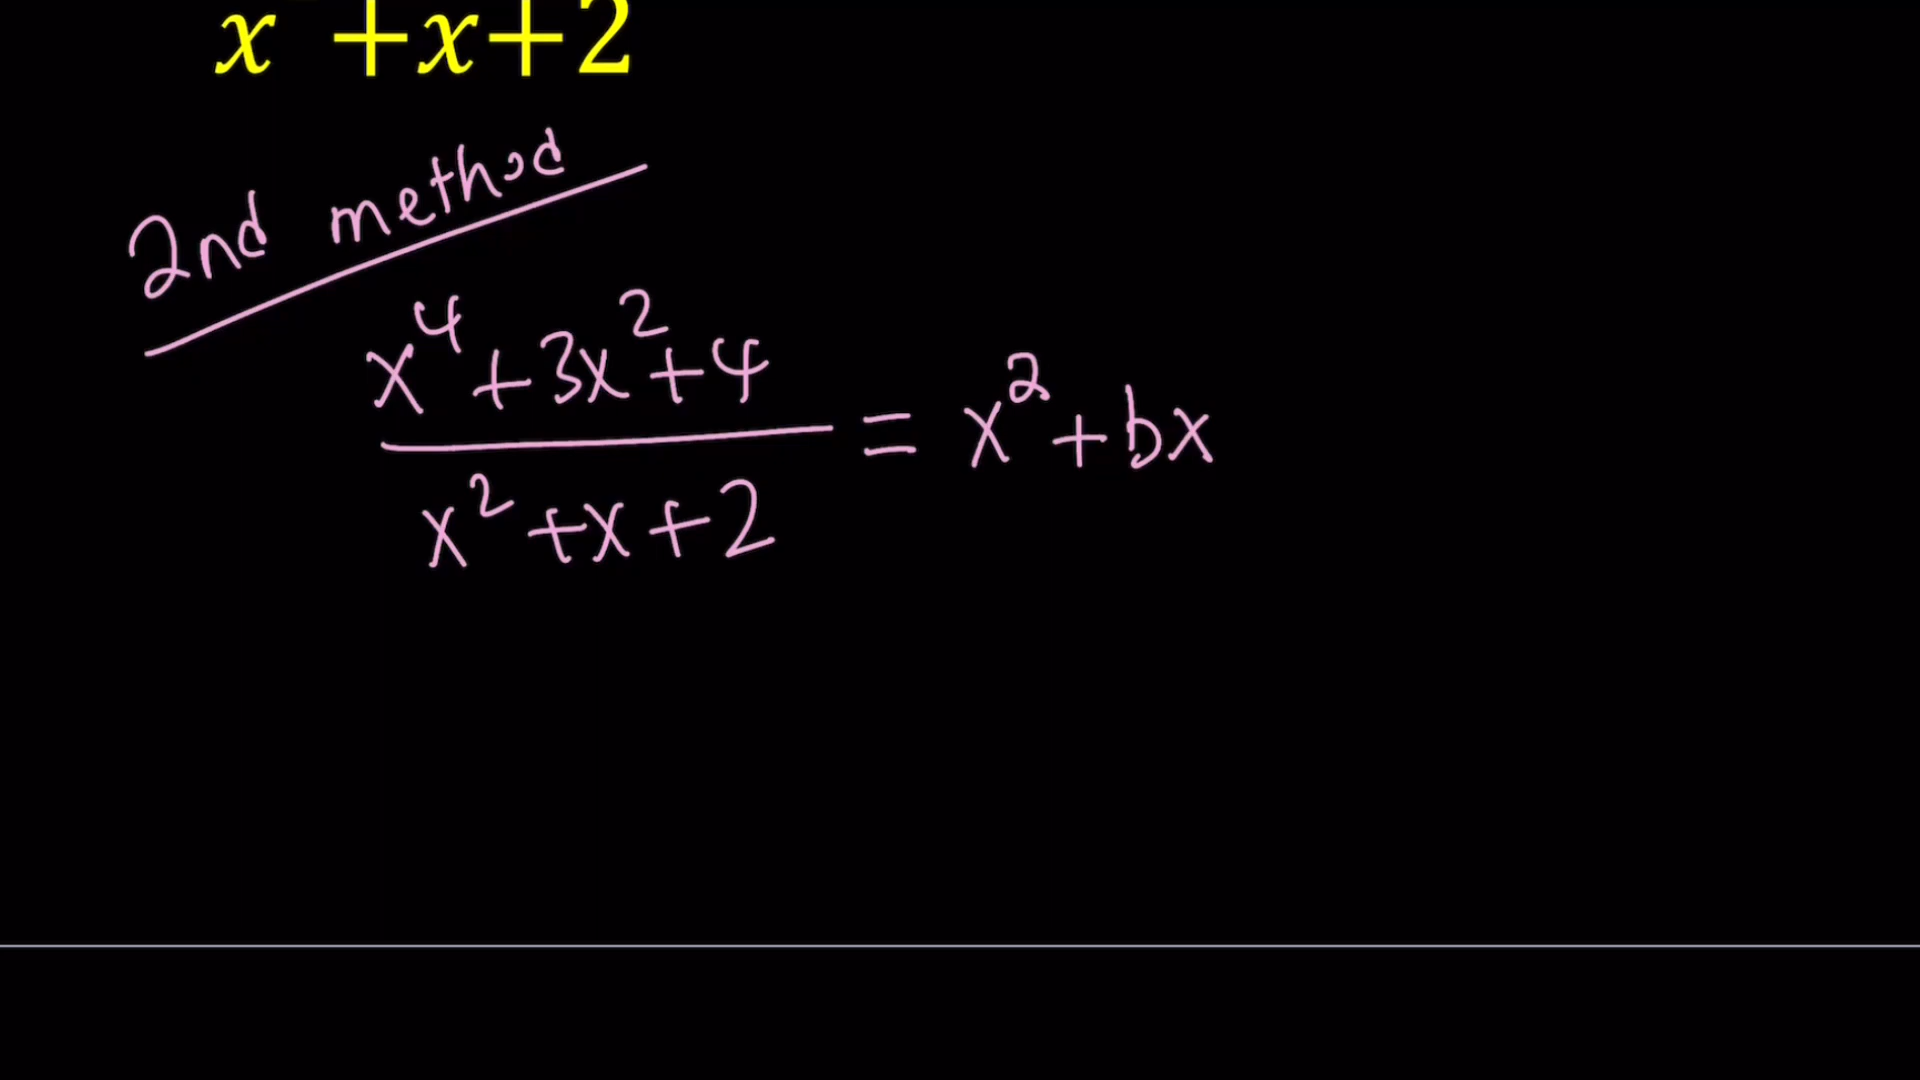 x +x+2
2nd method
x⁴+3x²+4
= x²+bx
x²+x+2